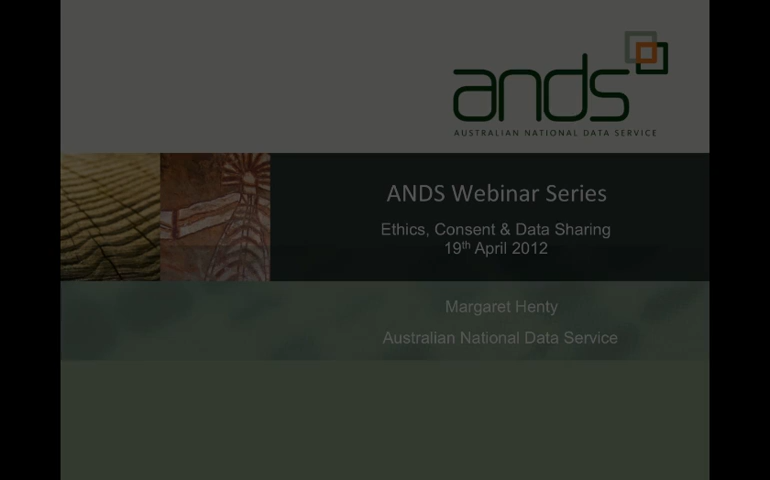 ands
AUSTRALIAN NATIONAL DATA SERVICE
ANDS Webinar Series
Ethics, Consent & Data Sharing
19th April 2012
Margaret Henty
Australian National Data Service